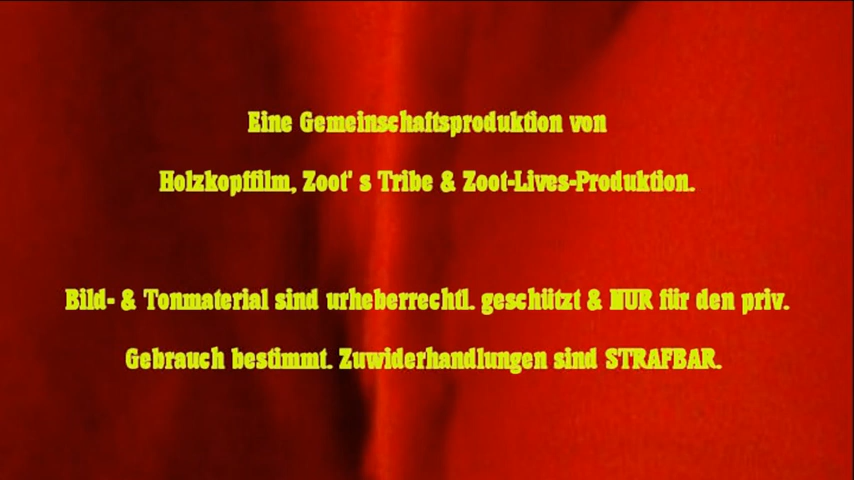 Eine Gemeinschaftsproduktion von
Holzkopffilm, Zoot' s Tribe & Zoot-Lives-Produktion.
Bild- & Tonmaterial sind urheberrechtl. geschützt & NUR für den priv.
Gebrauch bestimmt. Zuwiderhandlungen sind STRAFBAR.